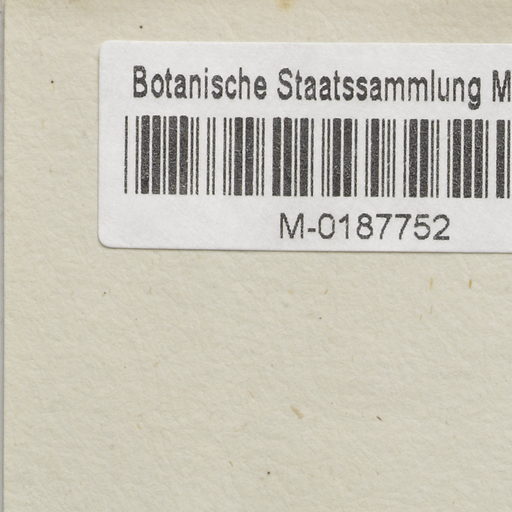 Botanische Staatssammlung M
M-0187752